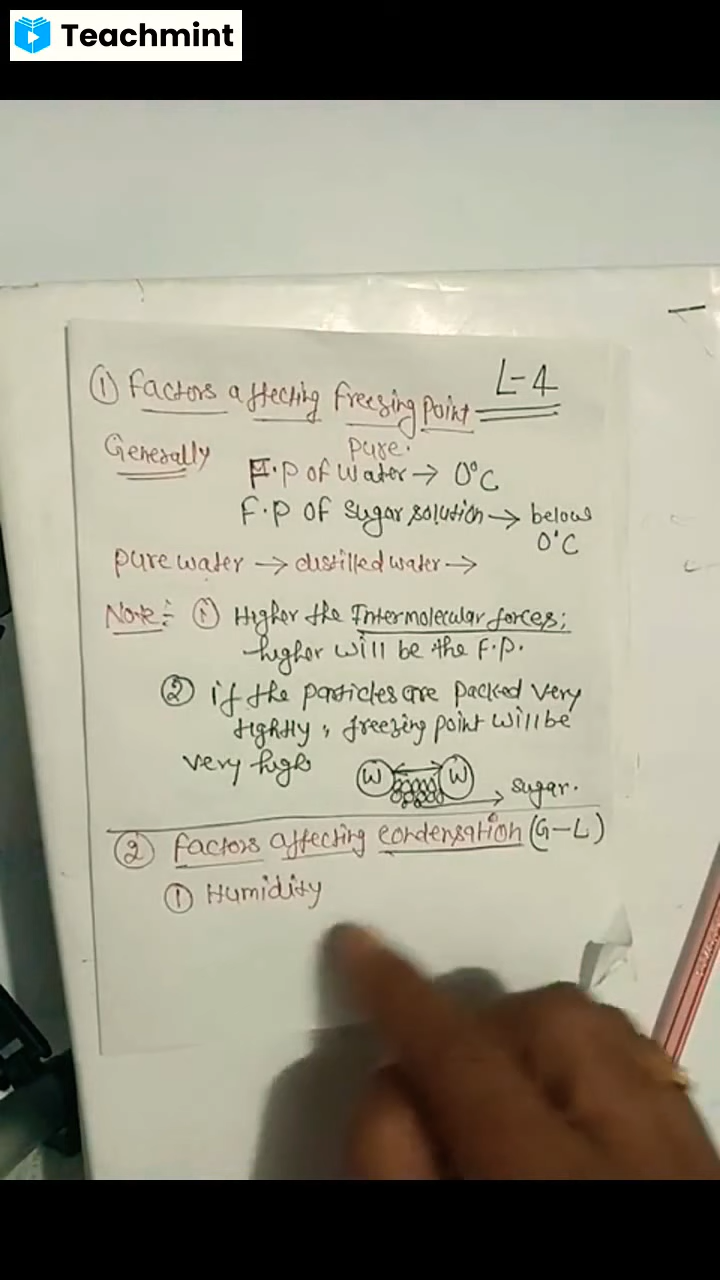 Teachmint
① Factors affecting Freezing Point
L-4
Generally
pure.
F.P of Water → 0°C
F.P OF Sugar solution → below
0°C
pure water → distilled water →
Note:- ① Higher the Intermolecular forces;
higher will be the F.P.
② if the particles are packed very
tightly, freezing point will be
very high
W W
sugar.
② Factors affecting condensation (G-L)
① Humidity